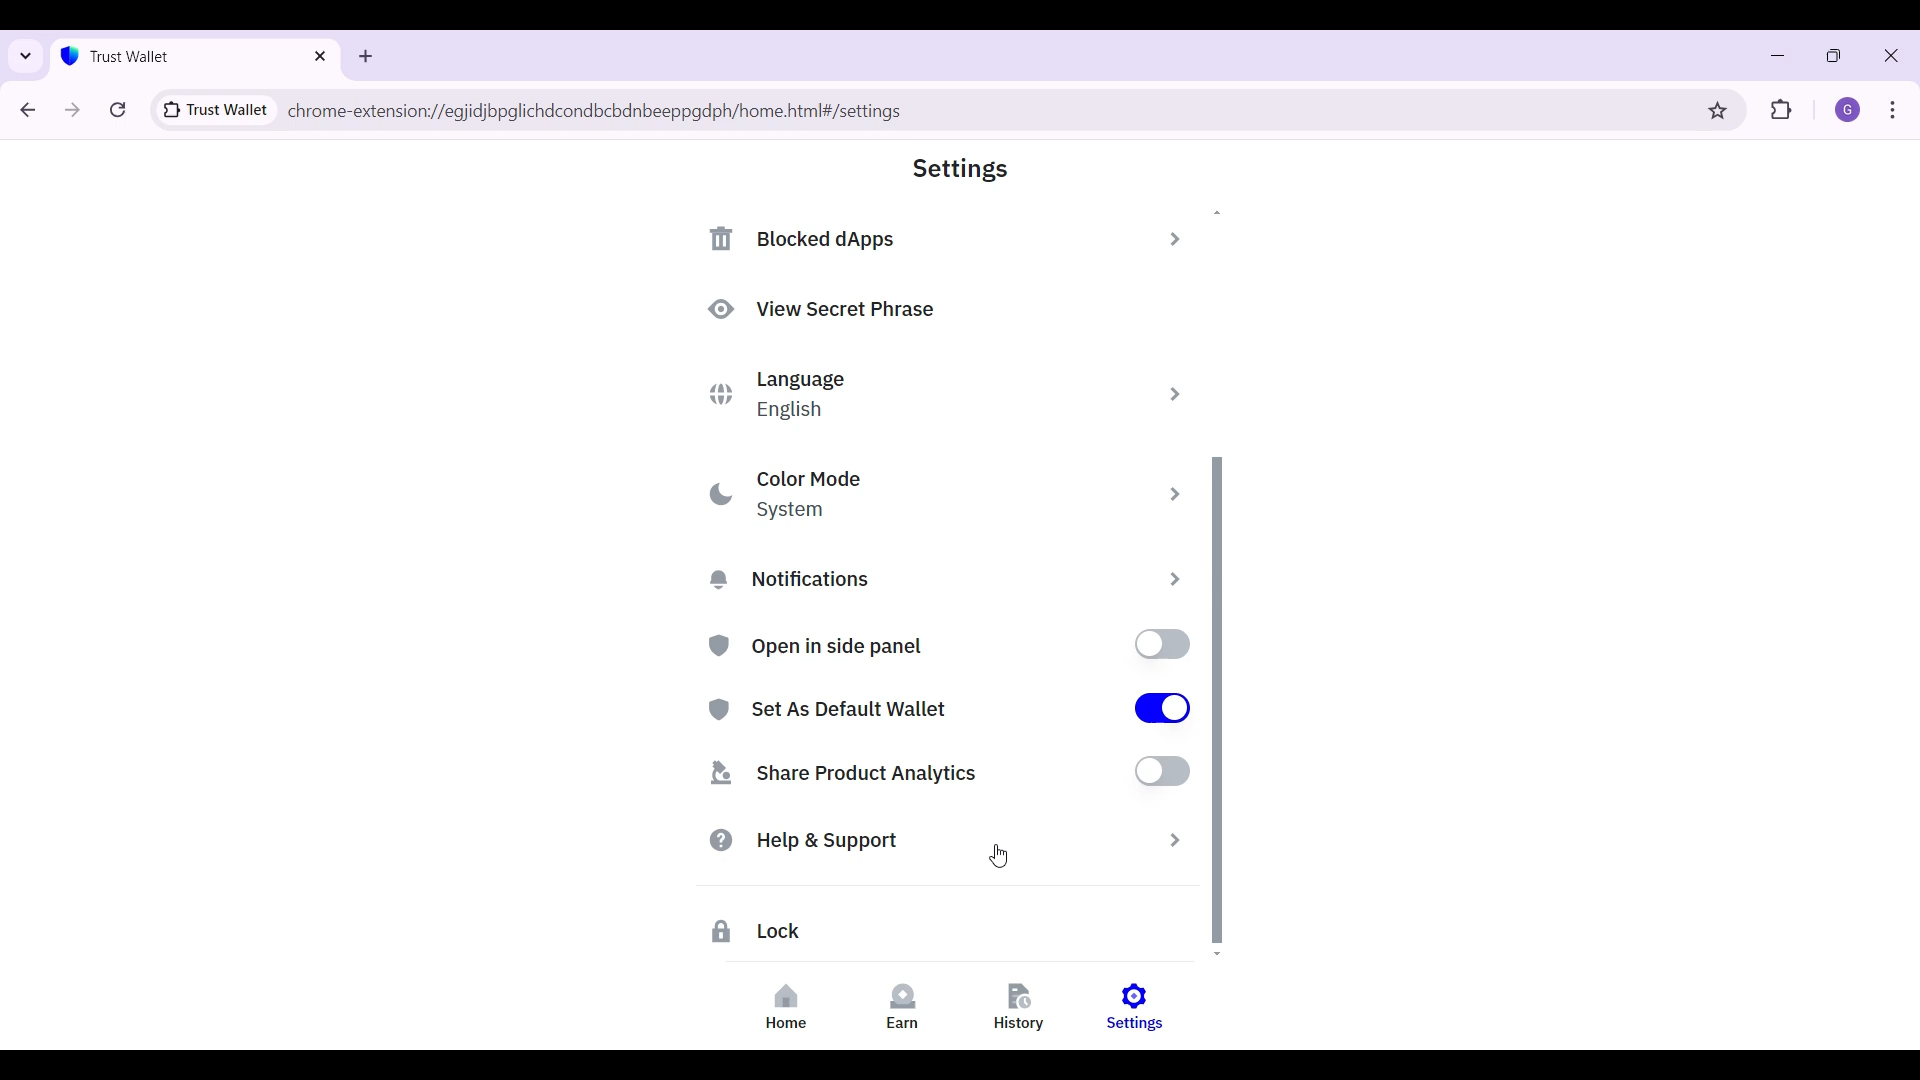 Trust Wallet
Trust Wallet
chrome-extension://egjidjbpglichdcondbcbdnbeeppgdph/home.html#/settings
G
Settings
Blocked dApps
View Secret Phrase
Language
English
Color Mode
System
Notifications
Open in side panel
Set As Default Wallet
Share Product Analytics
Help & Support
Lock
Home
Earn
History
Settings